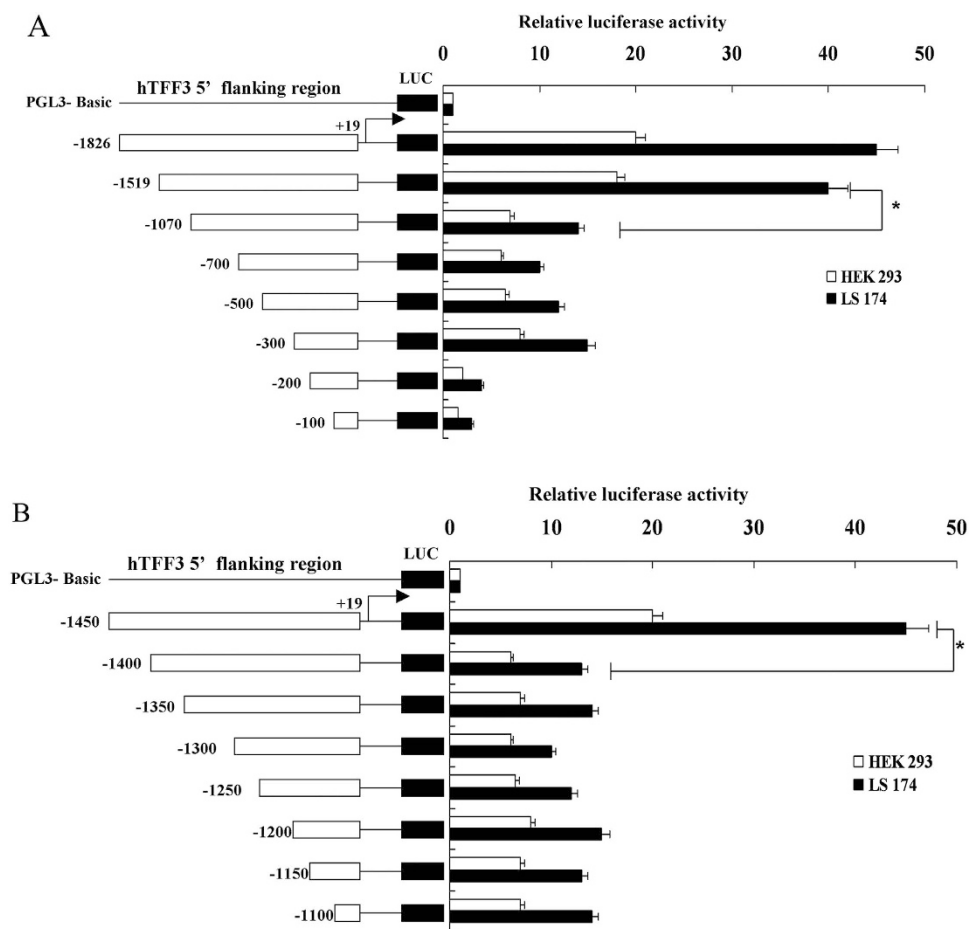 A
Relative luciferase activity
0 10 20 30 40 50
LUC
hTFF3 5’ flanking region
PGL3- Basic
+19
-1826
-1519
*
-1070
-700
HEK 293
-500
LS 174
-300
-200
-100
B
Relative luciferase activity
0 10 20 30 40 50
LUC
hTFF3 5’ flanking region
PGL3- Basic
+19
-1450
*
-1400
-1350
-1300
HEK 293
-1250
LS 174
-1200
-1150
-1100